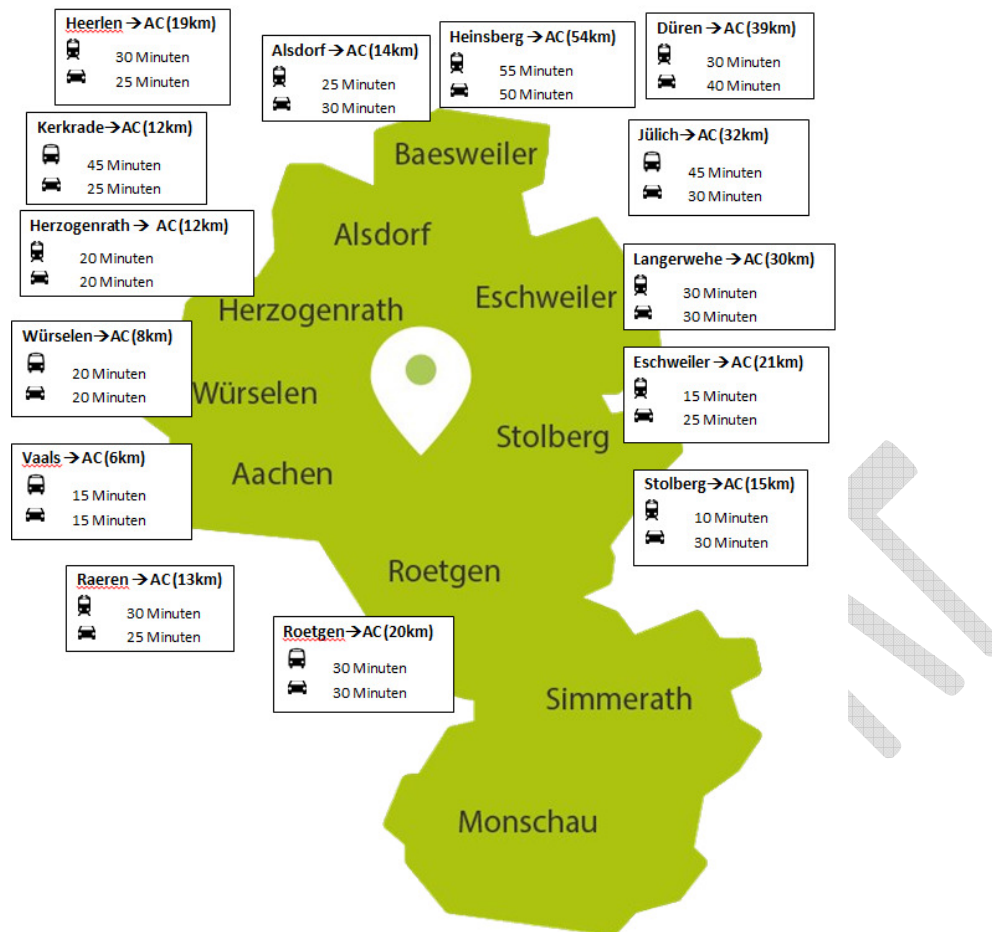 Heerlen→AC(19km)
30 Minuten
25 Minuten
Alsdorf→AC(14km)
25 Minuten
30 Minuten
Heinsberg→AC(54km)
55 Minuten
50 Minuten
Düren→AC(39km)
30 Minuten
40 Minuten
Kerkrade→AC(12km)
45 Minuten
25 Minuten
Jülich→AC(32km)
45 Minuten
30 Minuten
Herzogenrath→ AC(12km)
20 Minuten
20 Minuten
Langerwehe→AC(30km)
30 Minuten
30 Minuten
Würselen→AC(8km)
20 Minuten
20 Minuten
Eschweiler→AC(21km)
15 Minuten
25 Minuten
Vaals→AC(6km)
15 Minuten
15 Minuten
Stolberg→AC(15km)
10 Minuten
30 Minuten
Raeren→AC(13km)
30 Minuten
25 Minuten
Roetgen→AC(20km)
30 Minuten
30 Minuten
Baesweiler
Alsdorf
Eschweiler
Herzogenrath
Würselen
Stolberg
Aachen
Roetgen
Simmerath
Monschau